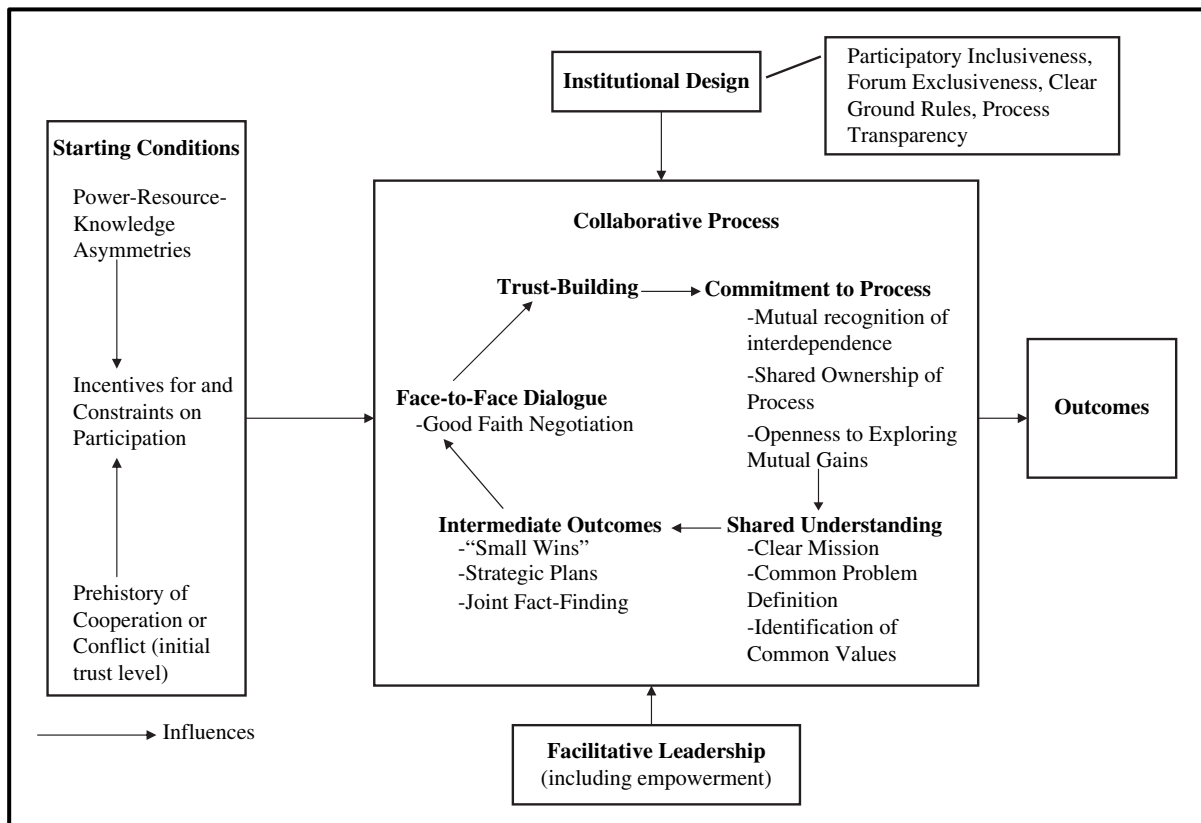 Institutional Design
Participatory Inclusiveness,
Forum Exclusiveness, Clear
Ground Rules, Process
Transparency
Starting Conditions
Power-Resource-
Knowledge
Asymmetries
Incentives for and
Constraints on
Participation
Prehistory of
Cooperation or
Conflict (initial
trust level)
Influences
Collaborative Process
Trust-Building
Commitment to Process
-Mutual recognition of
interdependence
-Shared Ownership of
Process
-Openness to Exploring
Mutual Gains
Face-to-Face Dialogue
-Good Faith Negotiation
Intermediate Outcomes
-“Small Wins”
-Strategic Plans
-Joint Fact-Finding
Shared Understanding
-Clear Mission
-Common Problem
Definition
-Identification of
Common Values
Outcomes
Facilitative Leadership
(including empowerment)